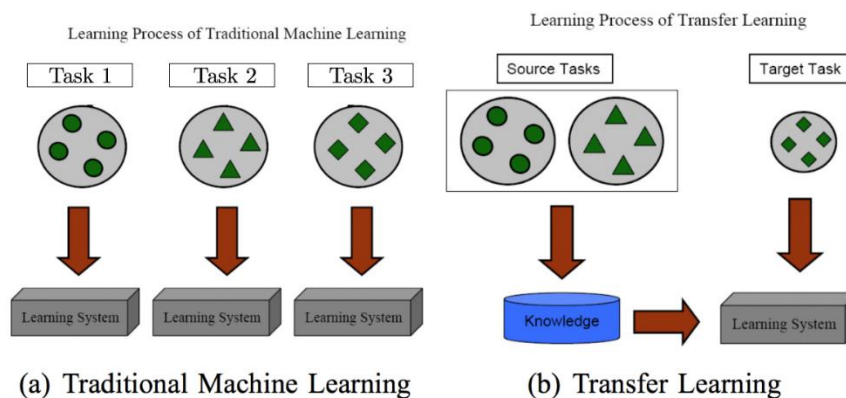 Learning Process of Traditional Machine Learning
Task 1
Task 2
Task 3
Learning System
Learning System
Learning System
(a) Traditional Machine Learning
Learning Process of Transfer Learning
Source Tasks
Target Task
Knowledge
Learning System
(b) Transfer Learning